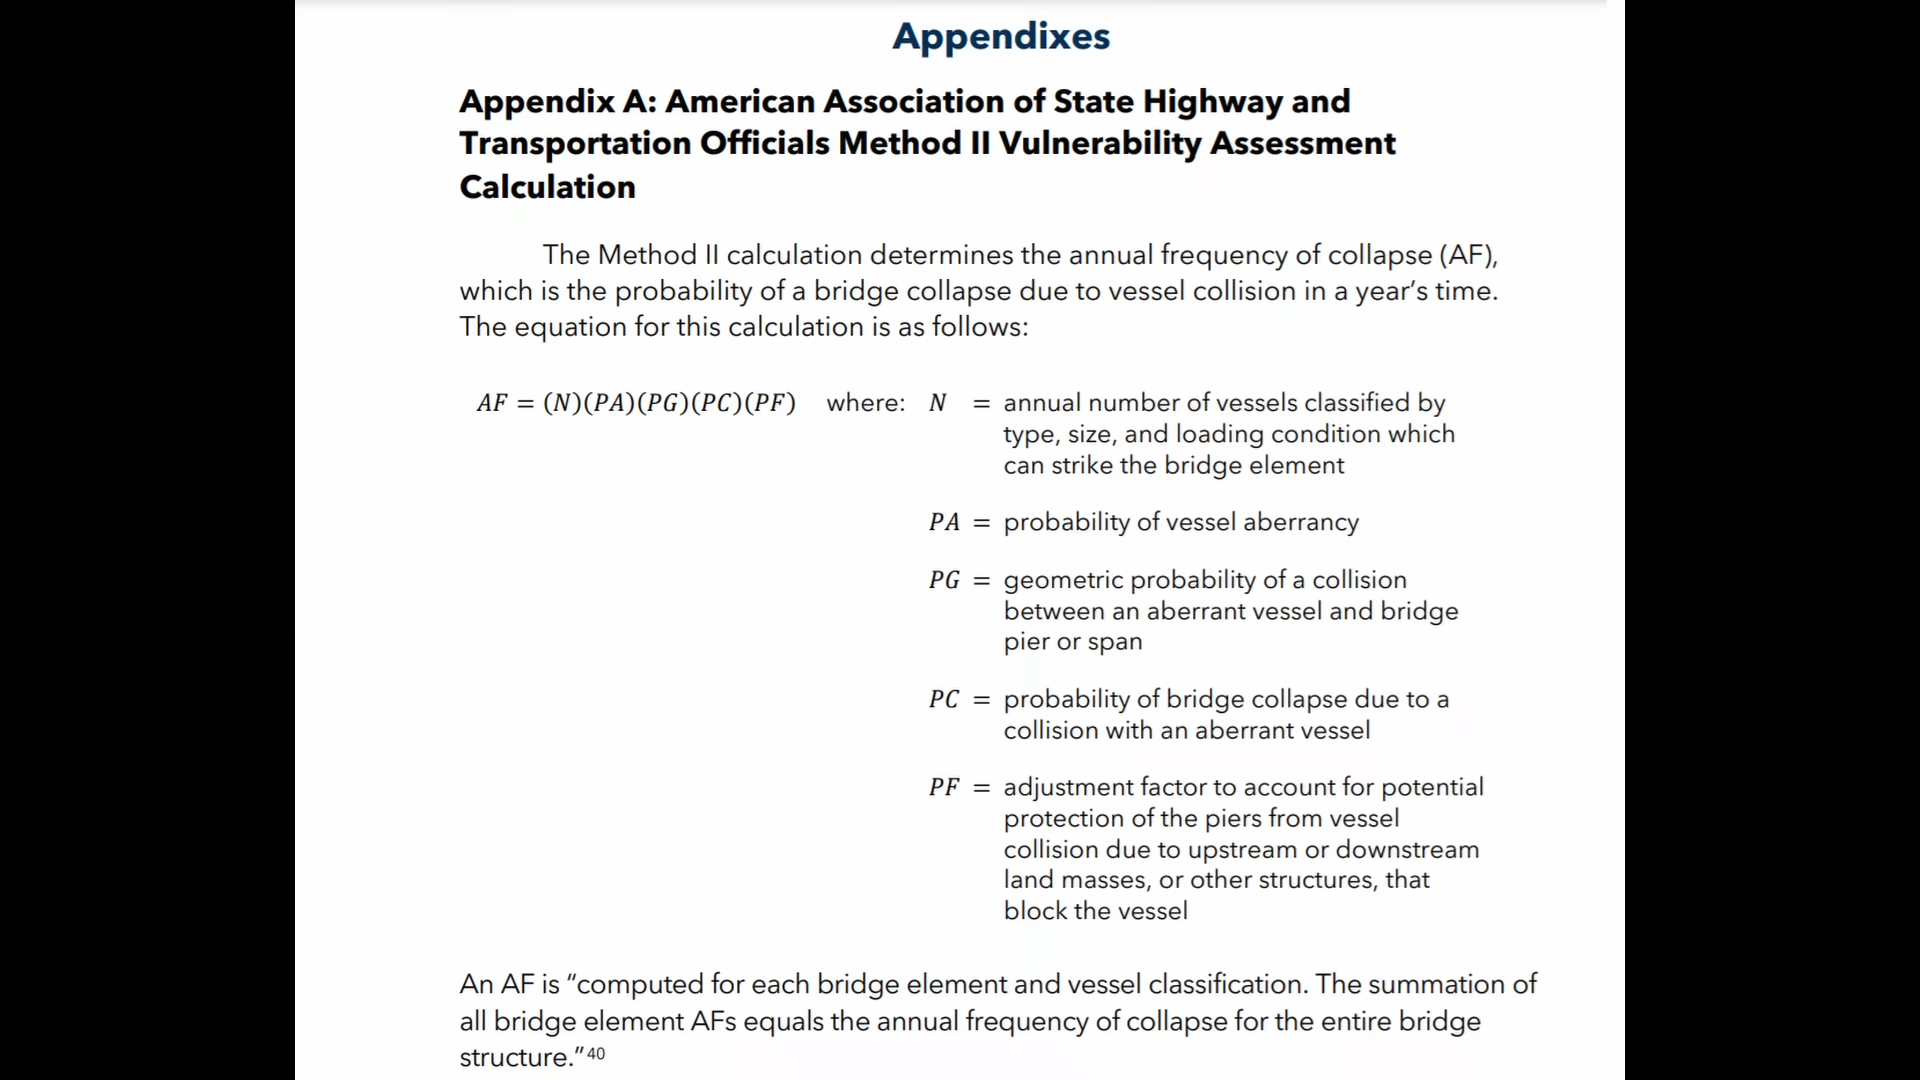 Appendixes
Appendix A: American Association of State Highway and
Transportation Officials Method II Vulnerability Assessment
Calculation
The Method II calculation determines the annual frequency of collapse (AF),
which is the probability of a bridge collapse due to vessel collision in a year’s time.
The equation for this calculation is as follows:
AF = (N)(PA)(PG)(PC)(PF) where: N = annual number of vessels classified by
type, size, and loading condition which
can strike the bridge element
PA = probability of vessel aberrancy
PG = geometric probability of a collision
between an aberrant vessel and bridge
pier or span
PC = probability of bridge collapse due to a
collision with an aberrant vessel
PF = adjustment factor to account for potential
protection of the piers from vessel
collision due to upstream or downstream
land masses, or other structures, that
block the vessel
An AF is “computed for each bridge element and vessel classification. The summation of
all bridge element AFs equals the annual frequency of collapse for the entire bridge
structure.”40